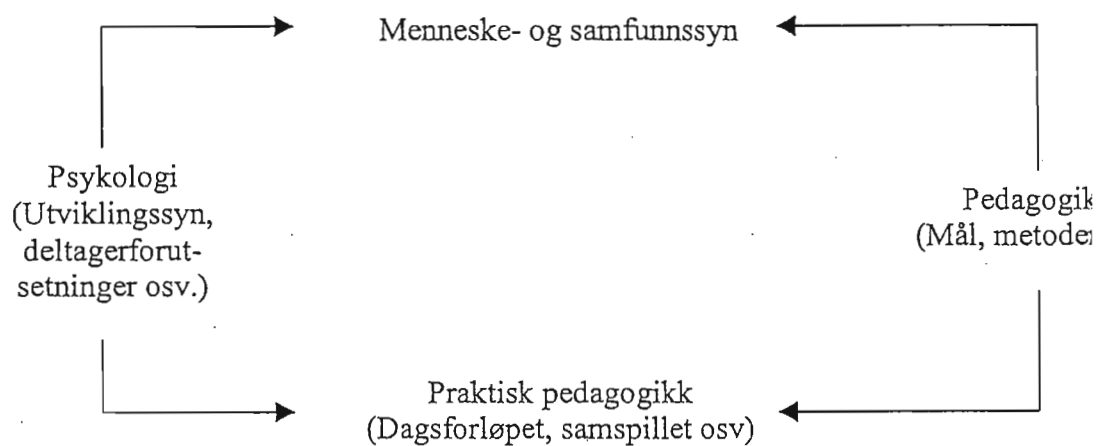 Menneske- og samfunnssyn
Psykologi
(Utviklingssyn,
deltagerforut-
setninger osv.)
Pedagogik
(Mål, metode
Praktisk pedagogikk
(Dagsforløpet, samspillet osv)